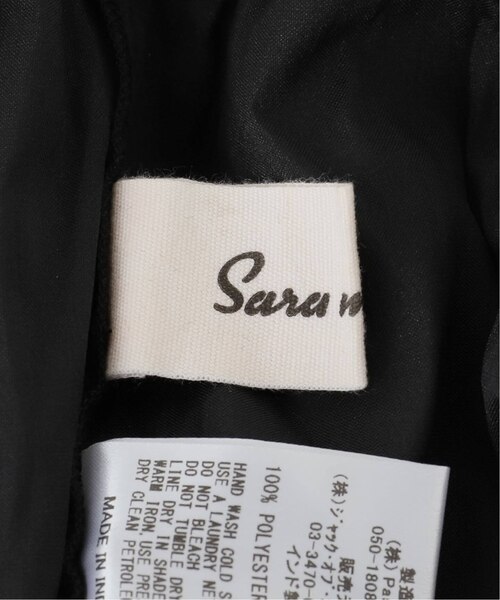 Sara m
製造
(株) Pa
050-1808
販売
(株)ジャック・オブ・
03-3470-
インド製
100% POLYESTER
HAND WASH COLD S
USE A LAUNDRY NE
DO NOT BLEACH
DO NOT TUMBLE DRY
LINE DRY IN SHADE
WARM IRON. USE PRE
DRY CLEAN PETROLEU
MADE IN IN